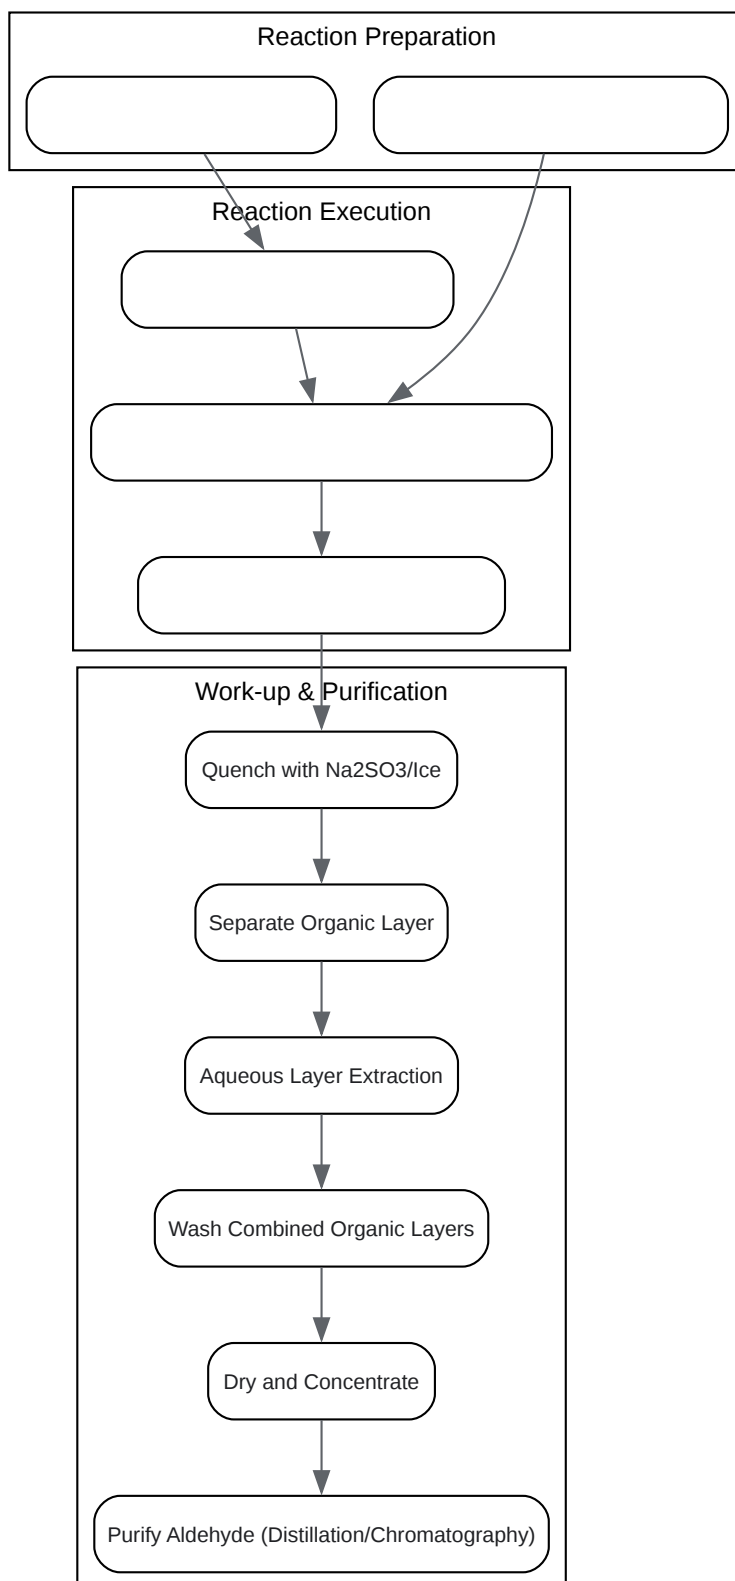 Reaction Preparation
Reaction Execution
Work-up & Purification
Quench with Na2SO3/Ice
Separate Organic Layer
Aqueous Layer Extraction
Wash Combined Organic Layers
Dry and Concentrate
Purify Aldehyde (Distillation/Chromatography)